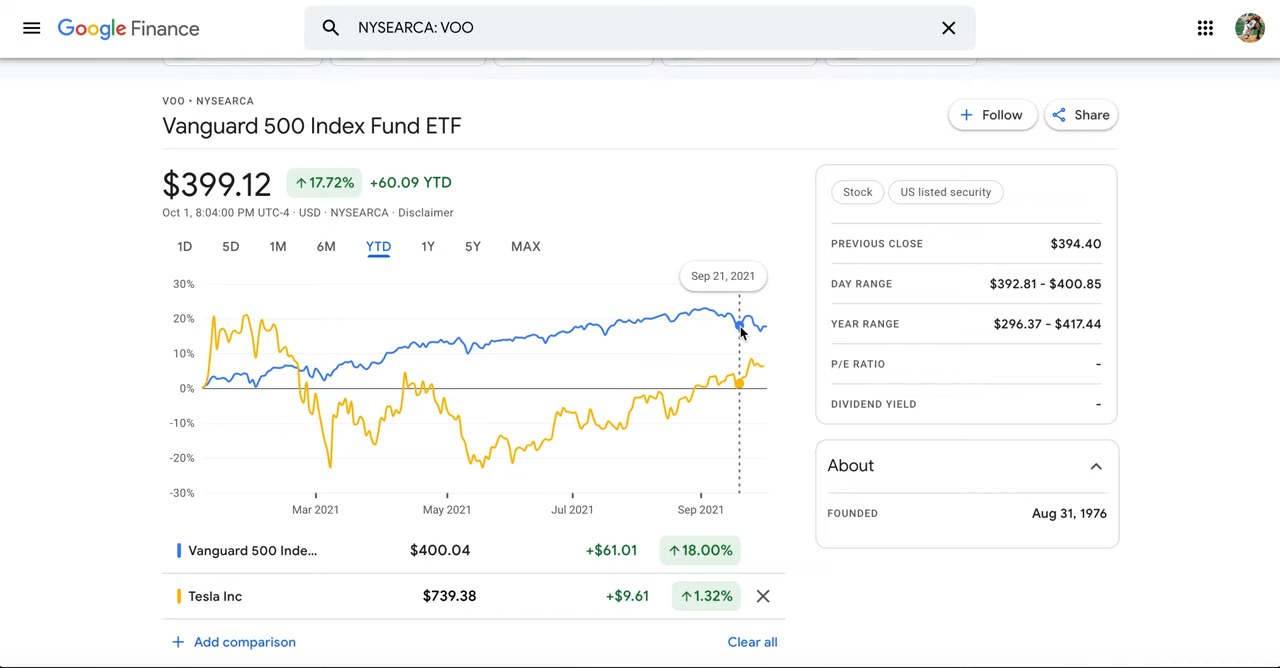 Google Finance
NYSEARCA: VOO
VOO • NYSEARCA
Vanguard 500 Index Fund ETF
Follow
Share
$399.12
↑17.72%
+60.09 YTD
Oct 1, 8:04:00 PM UTC-4 · USD · NYSEARCA · Disclaimer
1D 5D 1M 6M YTD 1Y 5Y MAX
Sep 21, 2021
30%
20%
10%
0%
-10%
-20%
-30%
Mar 2021 May 2021 Jul 2021 Sep 2021
Vanguard 500 Inde... $400.04 +$61.01 ↑18.00%
Tesla Inc $739.38 +$9.61 ↑1.32%
+ Add comparison
Clear all
Stock
US listed security
PREVIOUS CLOSE $394.40
DAY RANGE $392.81 - $400.85
YEAR RANGE $296.37 - $417.44
P/E RATIO -
DIVIDEND YIELD -
About
FOUNDED Aug 31, 1976